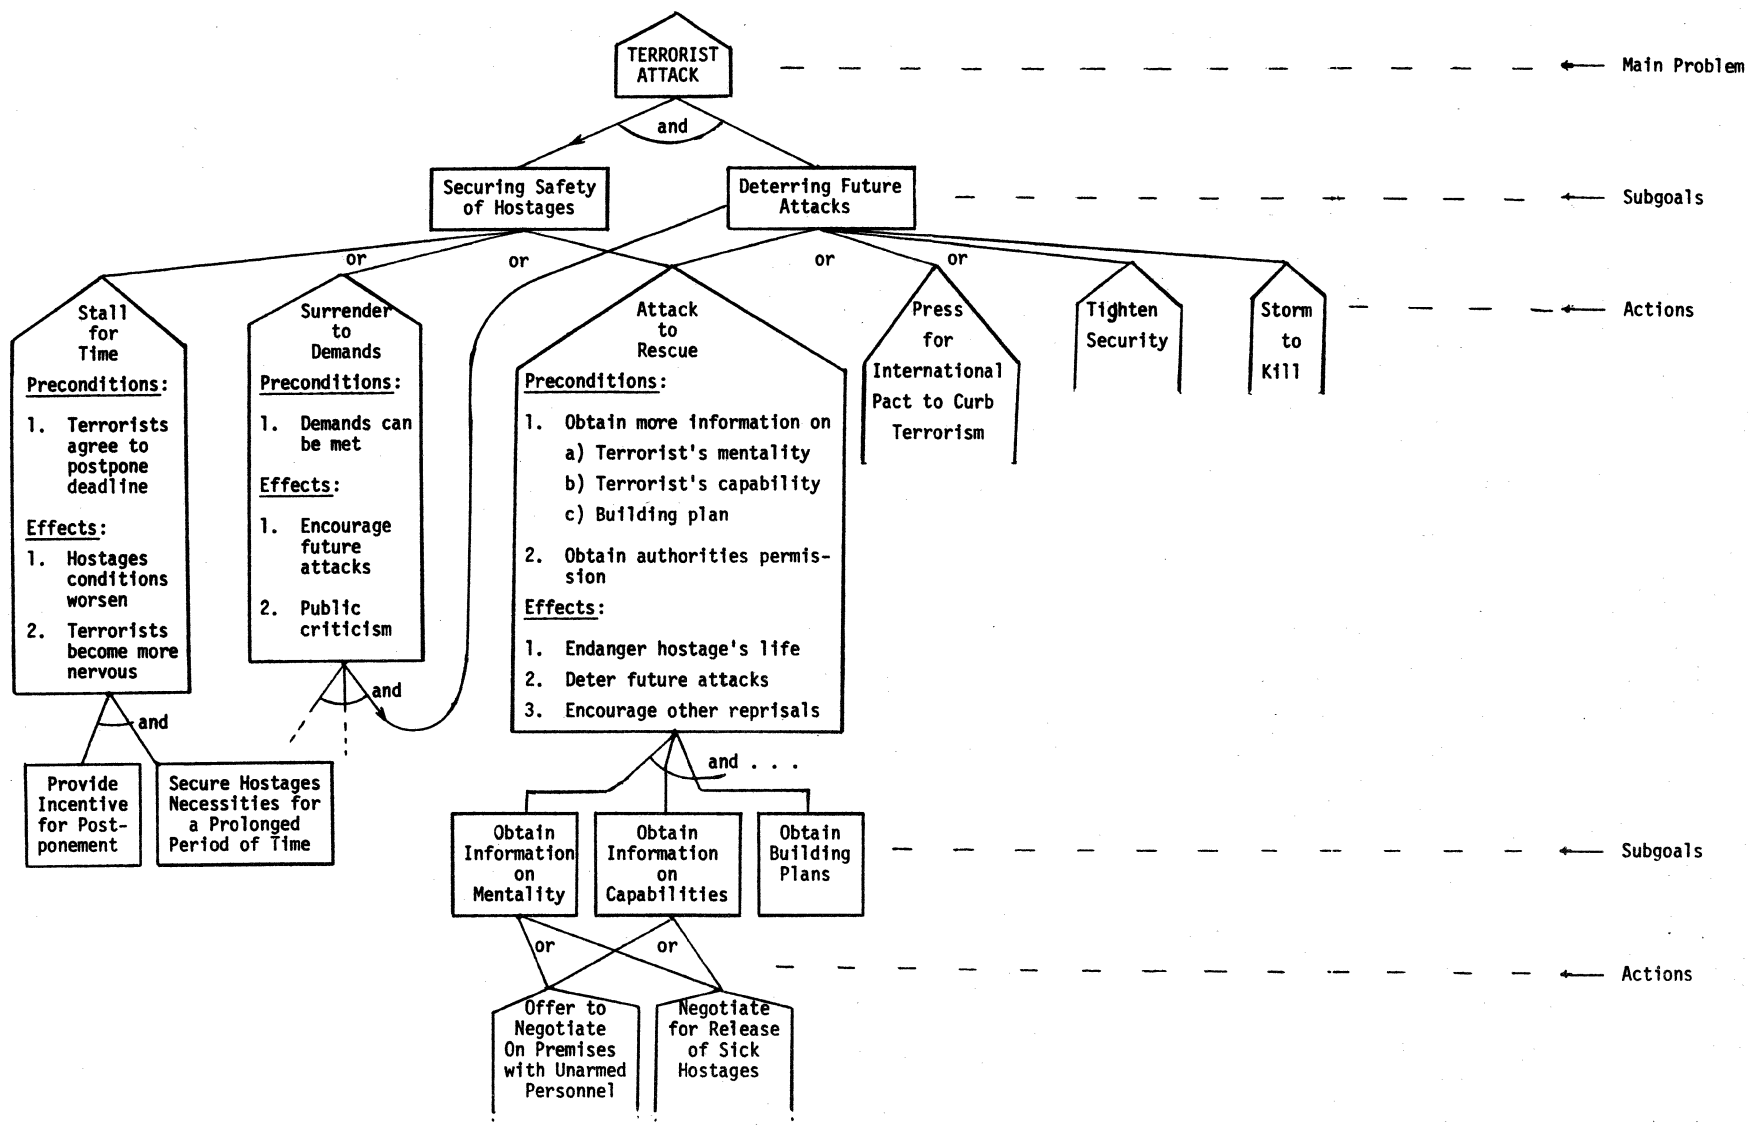 TERRORIST
ATTACK
Main Problem
and
Securing Safety
of Hostages
Deterring Future
Attacks
Subgoals
or
or
or
or
Stall
for
Time
Preconditions:
1. Terrorists
agree to
postpone
deadline
Effects:
1. Hostages
conditions
worsen
2. Terrorists
become more
nervous
Surrender
to
Demands
Preconditions:
1. Demands can
be met
Effects:
1. Encourage
future
attacks
2. Public
criticism
Attack
to
Rescue
Preconditions:
1. Obtain more information on
a) Terrorist's mentality
b) Terrorist's capability
c) Building plan
2. Obtain authorities permis-
sion
Effects:
1. Endanger hostage's life
2. Deter future attacks
3. Encourage other reprisals
Press
for
International
Pact to Curb
Terrorism
Tighten
Security
Storm
to
Kill
Actions
and
and
and . . .
Provide
Incentive
for Post-
ponement
Secure Hostages
Necessities for
a Prolonged
Period of Time
Obtain
Information
on
Mentality
Obtain
Information
on
Capabilities
Obtain
Building
Plans
Subgoals
or
or
Actions
Offer to
Negotiate
On Premises
with Unarmed
Personnel
Negotiate
for Release
of Sick
Hostages